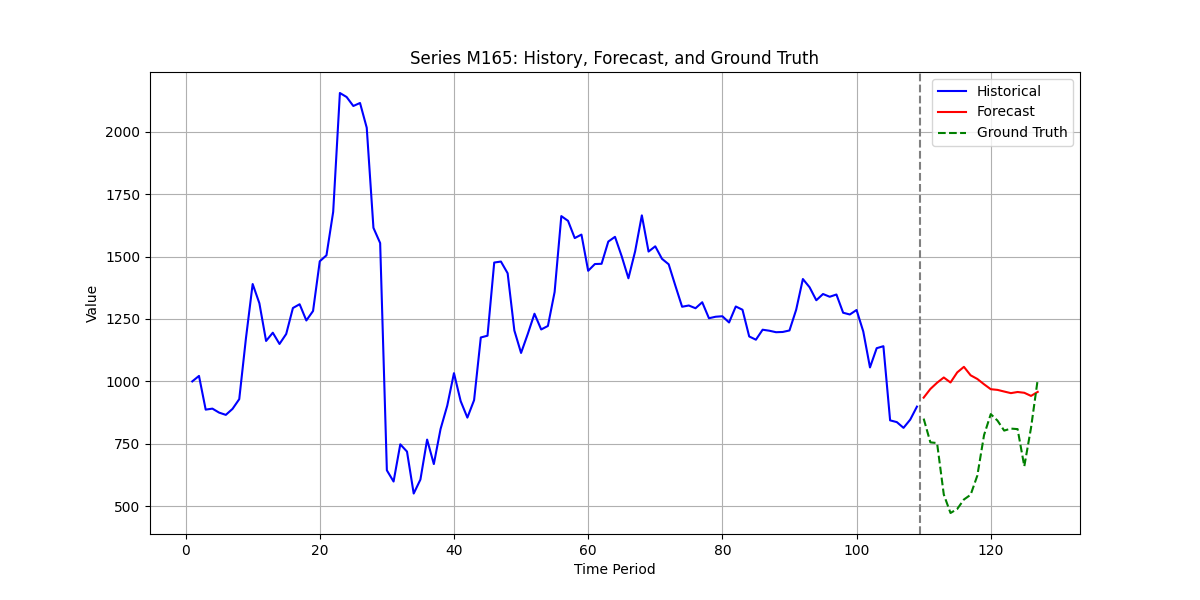 Series M165: History, Forecast, and Ground Truth
Historical
Forecast
Ground Truth
2000
1750
1500
1250
1000
750
500
Value
0 20 40 60 80 100 120
Time Period